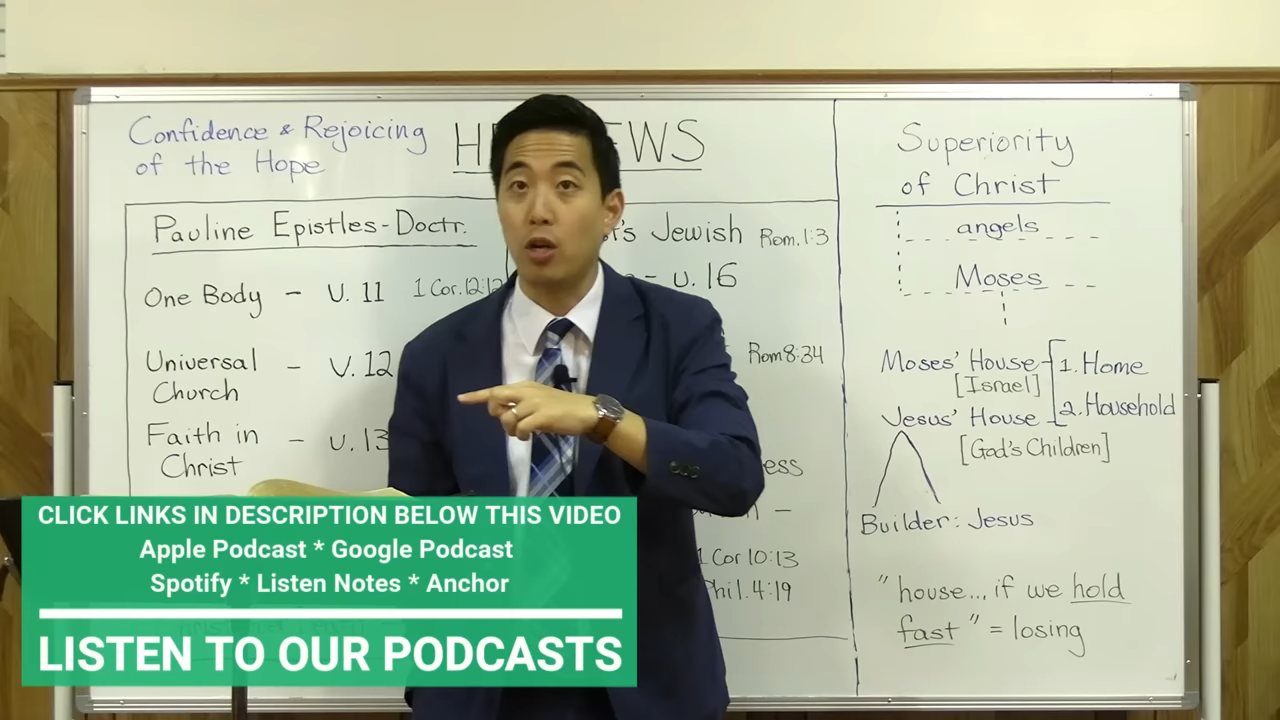 Confidence & Rejoicing
of the Hope
H EWS
Pauline Epistles-Doctr.
One Body - v. 11 1 Cor. 12:12
Universal - V. 12
Church
Faith in - v. 13
Christ
's Jewish Rom. 1:3
- v. 16
Rom 8:34
ess
1 Cor 10:13
Phil. 4:19
Superiority
of Christ
angels
Moses
Moses' House 1. Home
[Israel]
Jesus' House 2. Household
[God's Children]
Builder: Jesus
"house... if we hold
fast" = losing
CLICK LINKS IN DESCRIPTION BELOW THIS VIDEO
Apple Podcast * Google Podcast
Spotify * Listen Notes * Anchor
LISTEN TO OUR PODCASTS